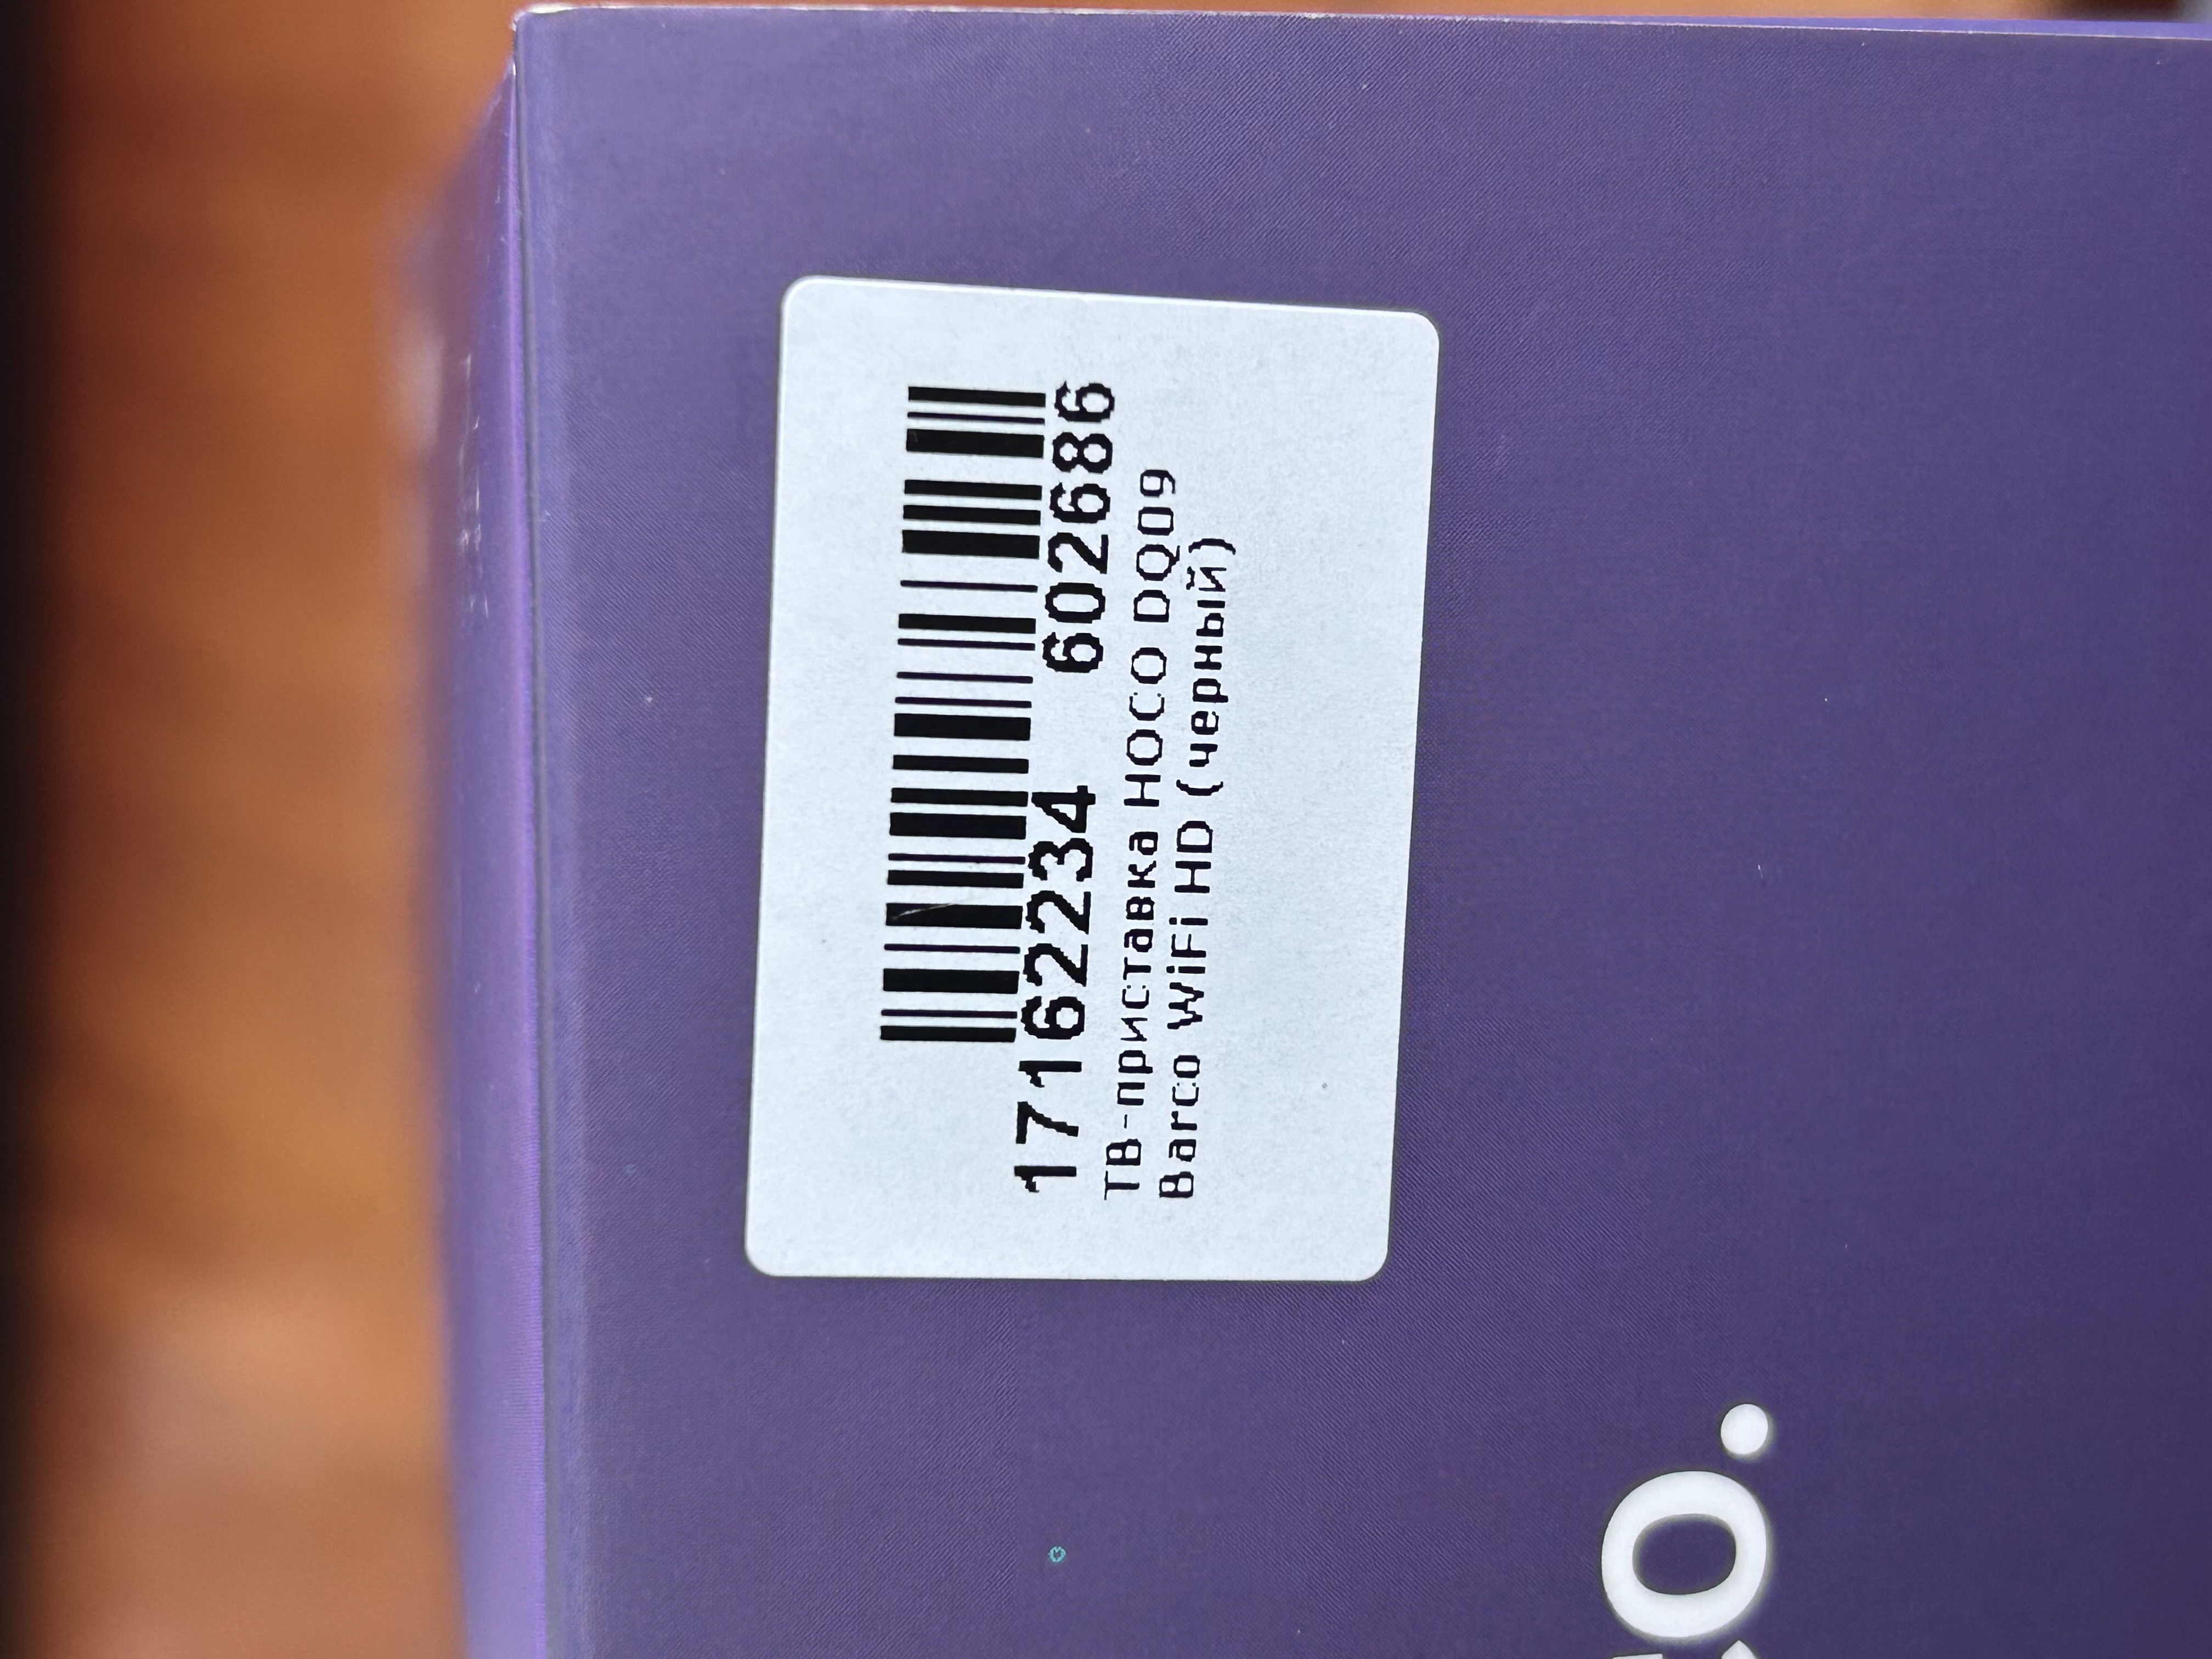 17162234 602686
ТВ-приставка HOCO DQ09
Barco WiFi HD (черный)